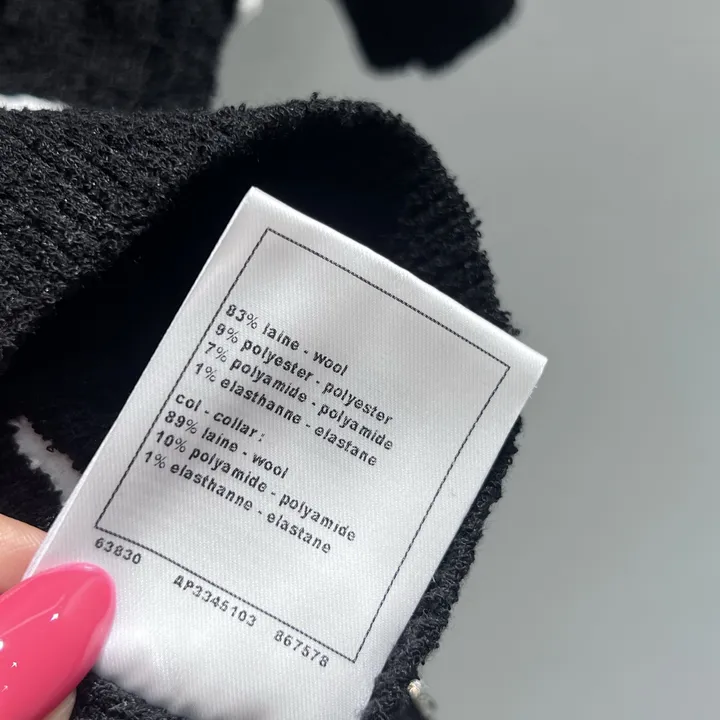 83% laine - wool
9% polyester - polyester
7% polyamide - polyamide
1% elasthanne - elastane
col - collar :
89% laine - wool
10% polyamide - polyamide
1% elasthanne - elastane
63830 ДP3345103 867578